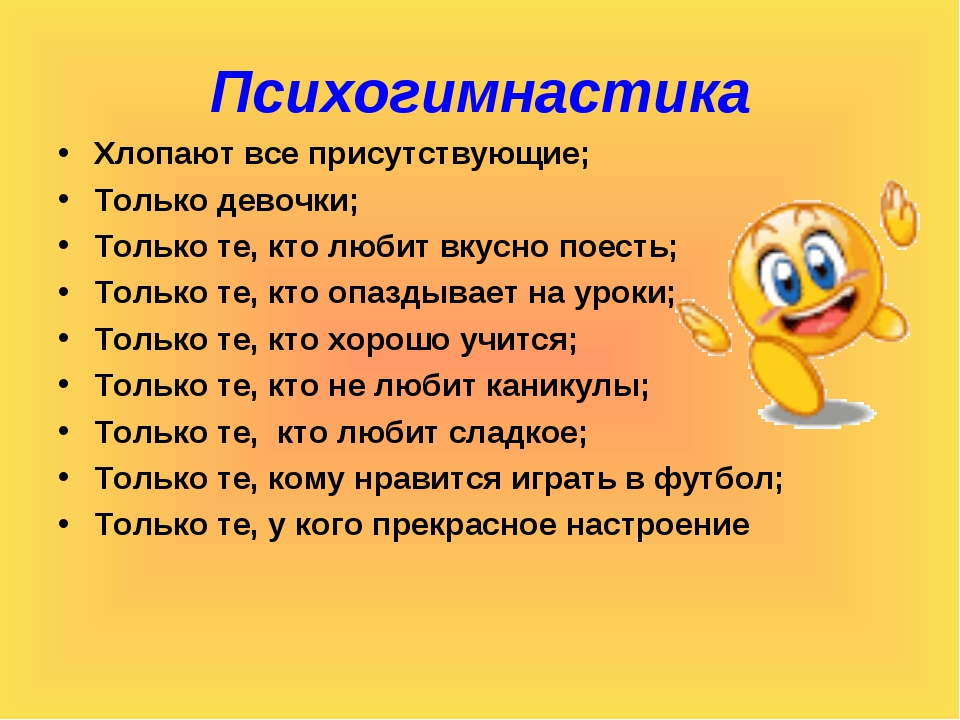 Психогимнастика
• Хлопают все присутствующие;
• Только девочки;
• Только те, кто любит вкусно поесть;
• Только те, кто опаздывает на уроки;
• Только те, кто хорошо учится;
• Только те, кто не любит каникулы;
• Только те,  кто любит сладкое;
• Только те, кому нравится играть в футбол;
• Только те, у кого прекрасное настроение